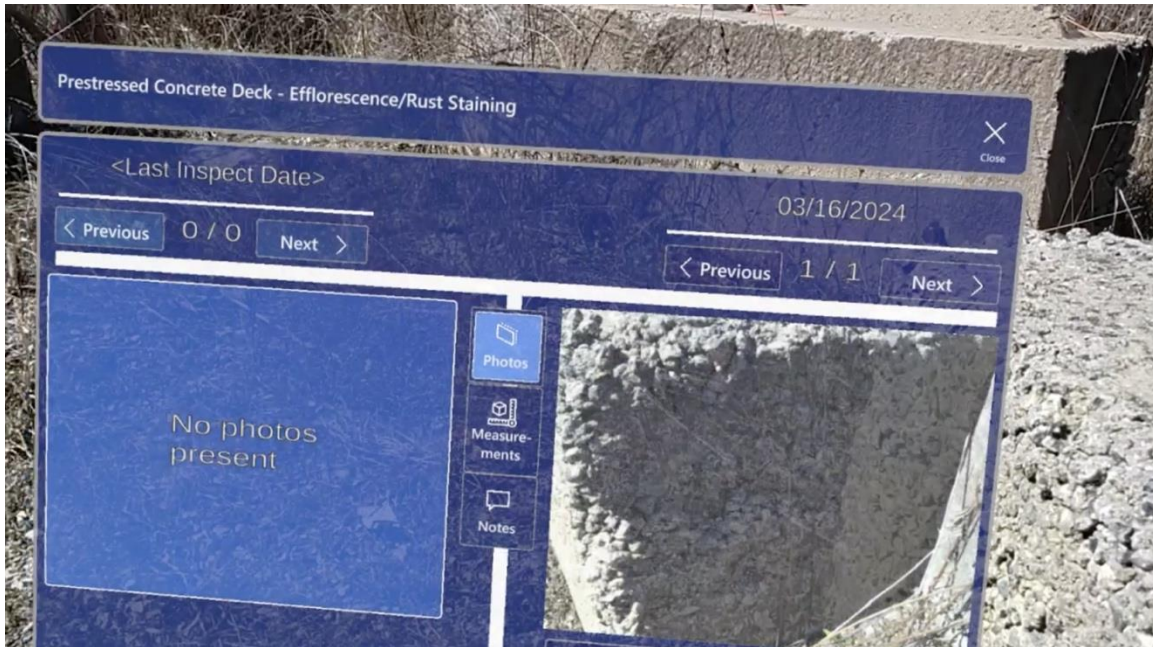 Prestressed Concrete Deck - Efflorescence/Rust Staining
Close
<Last Inspect Date>
03/16/2024
Previous
0 / 0
Next
Previous
1 / 1
Next
No photos
present
Photos
Measure-
ments
Notes